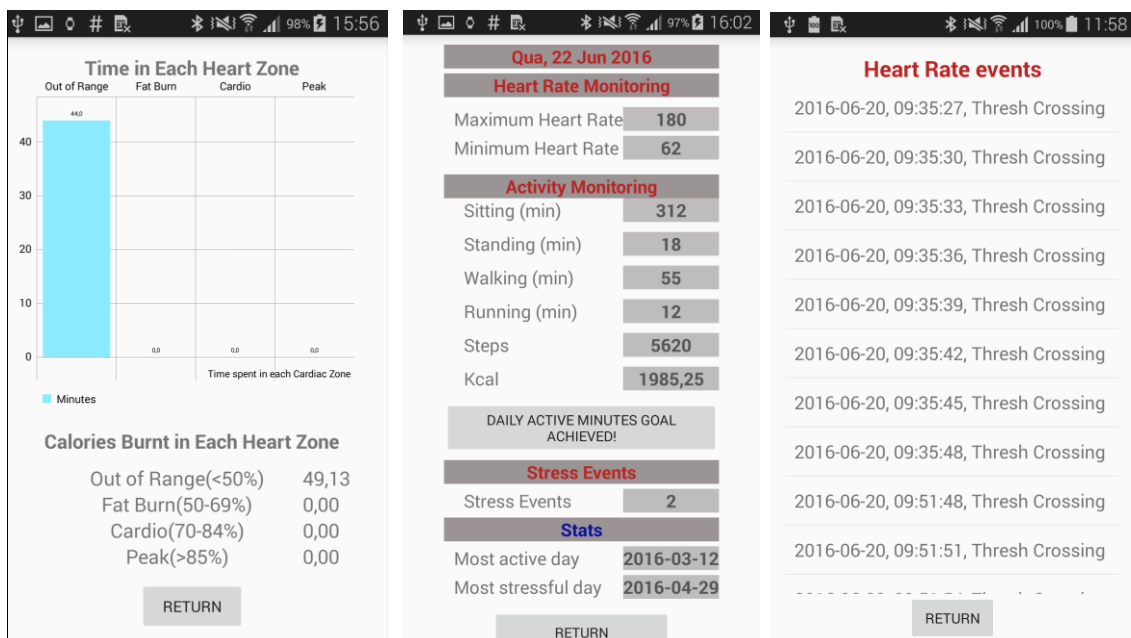 98% 15:56
Time in Each Heart Zone
Out of Range Fat Burn Cardio Peak
44,0
40
30
20
10
0
0,0 0,0 0,0
Time spent in each Cardiac Zone
Minutes
Calories Burnt in Each Heart Zone
Out of Range(<50%) 49,13
Fat Burn(50-69%) 0,00
Cardio(70-84%) 0,00
Peak(>85%) 0,00
RETURN
97% 16:02
Qua, 22 Jun 2016
Heart Rate Monitoring
Maximum Heart Rate 180
Minimum Heart Rate 62
Activity Monitoring
Sitting (min) 312
Standing (min) 18
Walking (min) 55
Running (min) 12
Steps 5620
Kcal 1985,25
DAILY ACTIVE MINUTES GOAL
ACHIEVED!
Stress Events
Stress Events 2
Stats
Most active day 2016-03-12
Most stressful day 2016-04-29
RETURN
100% 11:58
Heart Rate events
2016-06-20, 09:35:27, Thresh Crossing
2016-06-20, 09:35:30, Thresh Crossing
2016-06-20, 09:35:33, Thresh Crossing
2016-06-20, 09:35:36, Thresh Crossing
2016-06-20, 09:35:39, Thresh Crossing
2016-06-20, 09:35:42, Thresh Crossing
2016-06-20, 09:35:45, Thresh Crossing
2016-06-20, 09:35:48, Thresh Crossing
2016-06-20, 09:51:48, Thresh Crossing
2016-06-20, 09:51:51, Thresh Crossing
RETURN